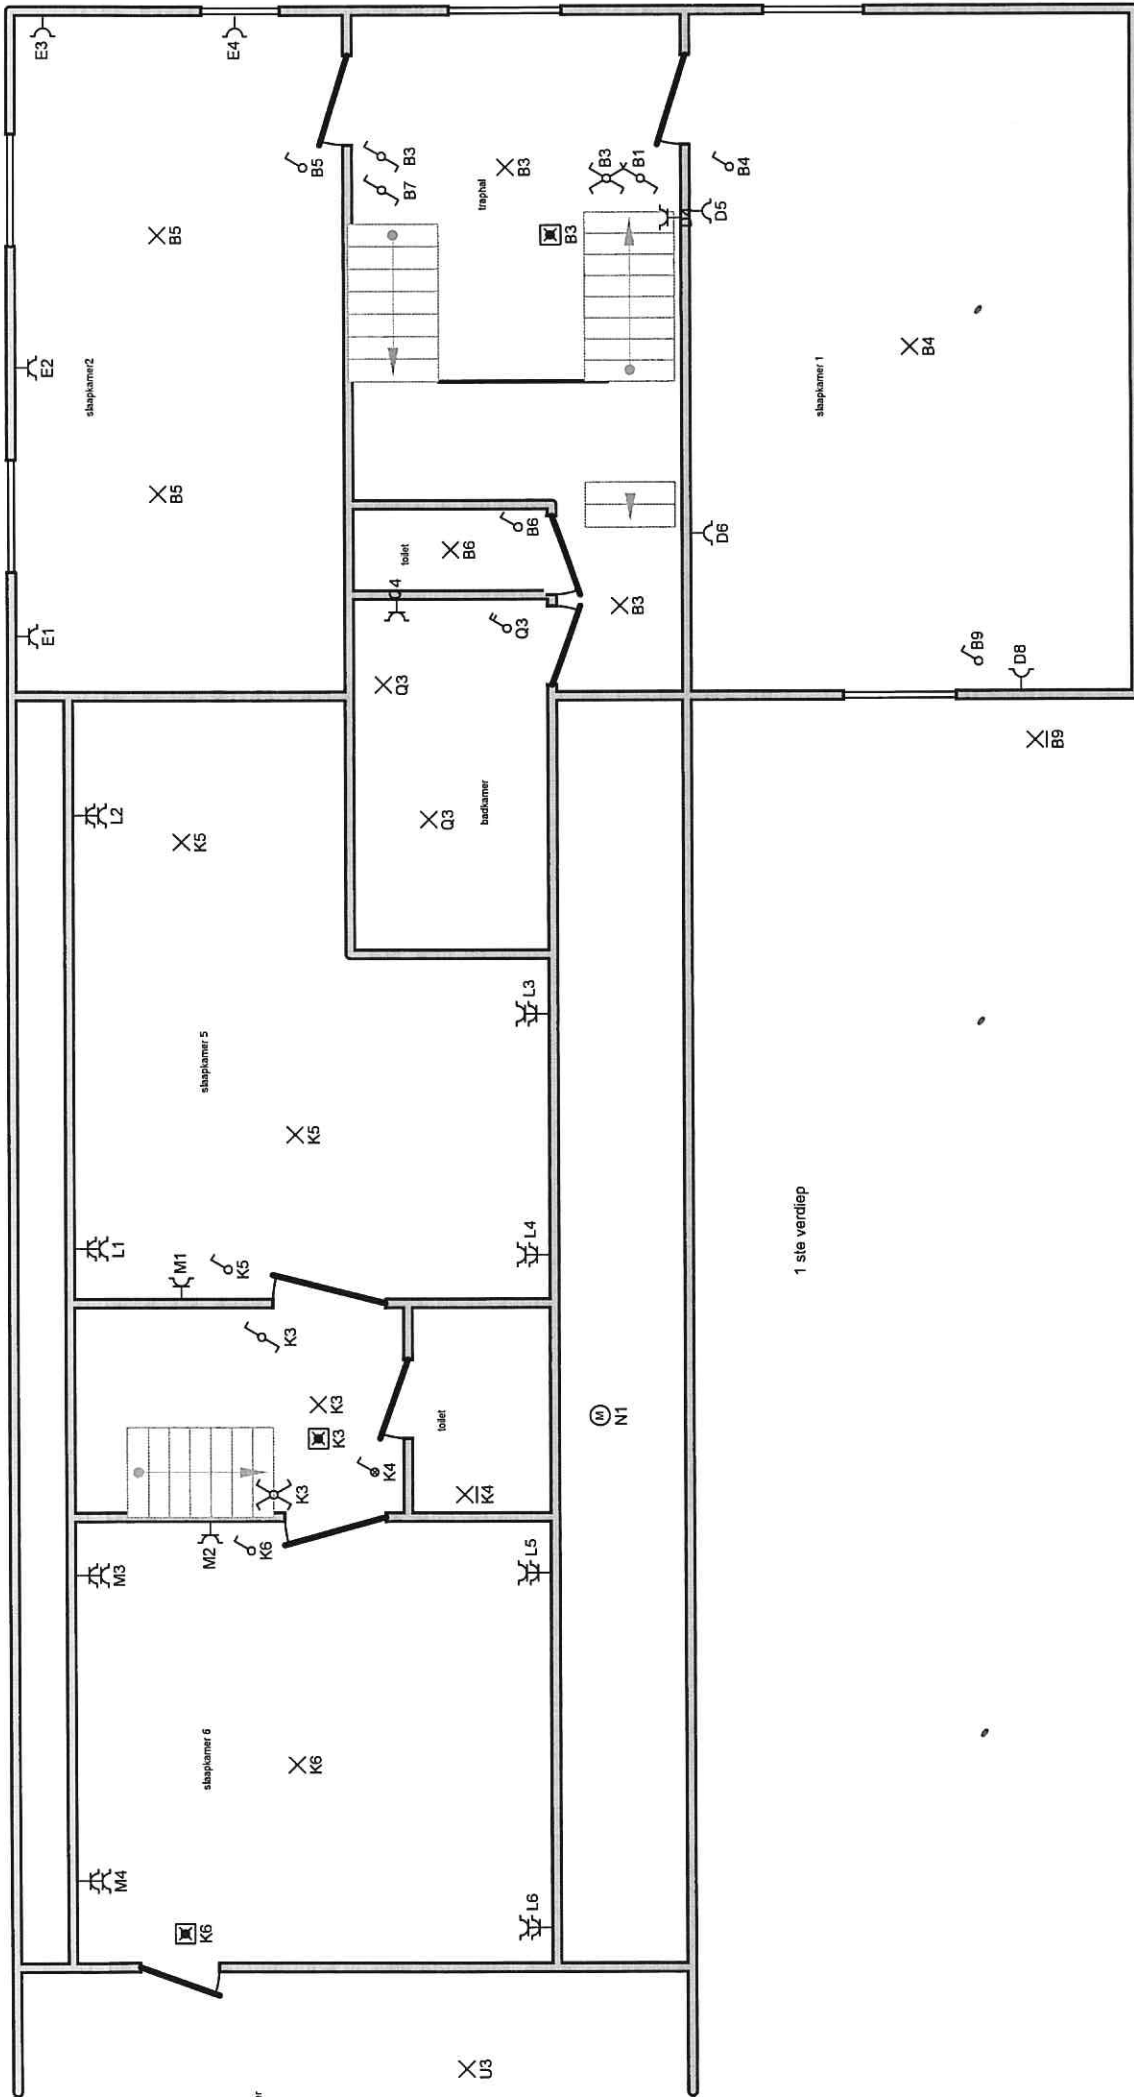 E3
E4
B5
B3
B7
B3
traphal
B3
B1
B4
D5
B3
B5
E2
slaapkamer2
B4
slaapkamer 1
B5
B6
B6
toilet
D6
E1
Q3
B3
Q3
B9
D8
B9
L2
K5
Q3
badkamer
L3
slaapkamer 5
K5
L1
M1
K5
L4
1 ste verdiep
K3
K3
K3
toilet
N1
K4
K3
K4
M3
M2
K6
L5
slaapkamer 6
K6
M4
K6
L6
U3